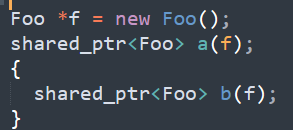 Foo *f = new Foo();
shared_ptr<Foo> a(f);
{
  shared_ptr<Foo> b(f);
}